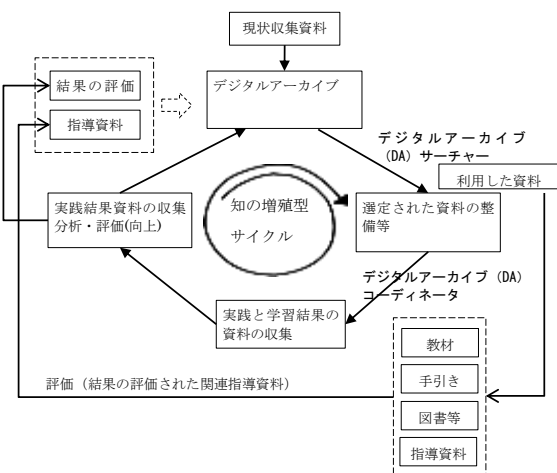 現状収集資料
結果の評価
指導資料
デジタルアーカイブ
デジタルアーカイブ
（DA）サーチャー
利用した資料
実践結果資料の収集
分析・評価(向上)
知の増殖型
サイクル
選定された資料の整
備等
デジタルアーカイブ（DA）
コーディネータ
実践と学習結果の
資料の収集
教材
手引き
図書等
指導資料
評価（結果の評価された関連指導資料）